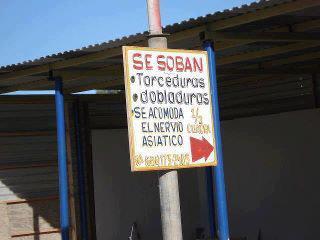 SE SOBAN
Torceduras
dobladuras
SE ACOMODA
EL NERVIO
ASIATICO
1/2
CUADRA